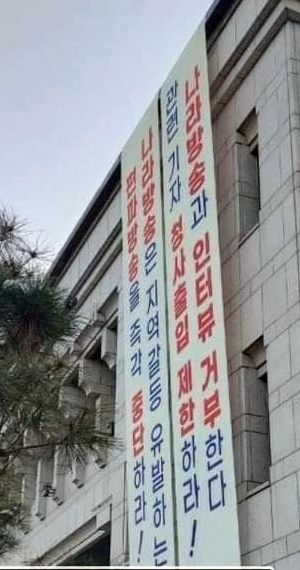 나라방송과 인터뷰 거부한다
관련 기자 청사출입 제한하라!
나라방송은 지역갈등 유발하는
편파방송을 즉각 중단하라!